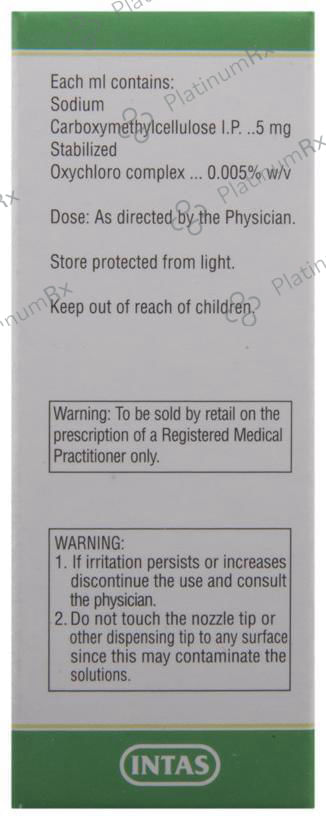 Each ml contains:
Sodium
Carboxymethylcellulose I.P. ..5 mg
Stabilized
Oxychloro complex ... 0.005% w/v
Dose: As directed by the Physician.
Store protected from light.
Keep out of reach of children.
Warning: To be sold by retail on the
prescription of a Registered Medical
Practitioner only.
WARNING:
1. If irritation persists or increases
discontinue the use and consult
the physician.
2. Do not touch the nozzle tip or
other dispensing tip to any surface
since this may contaminate the
solutions.
INTAS
PlatinumRx
PlatinumRx